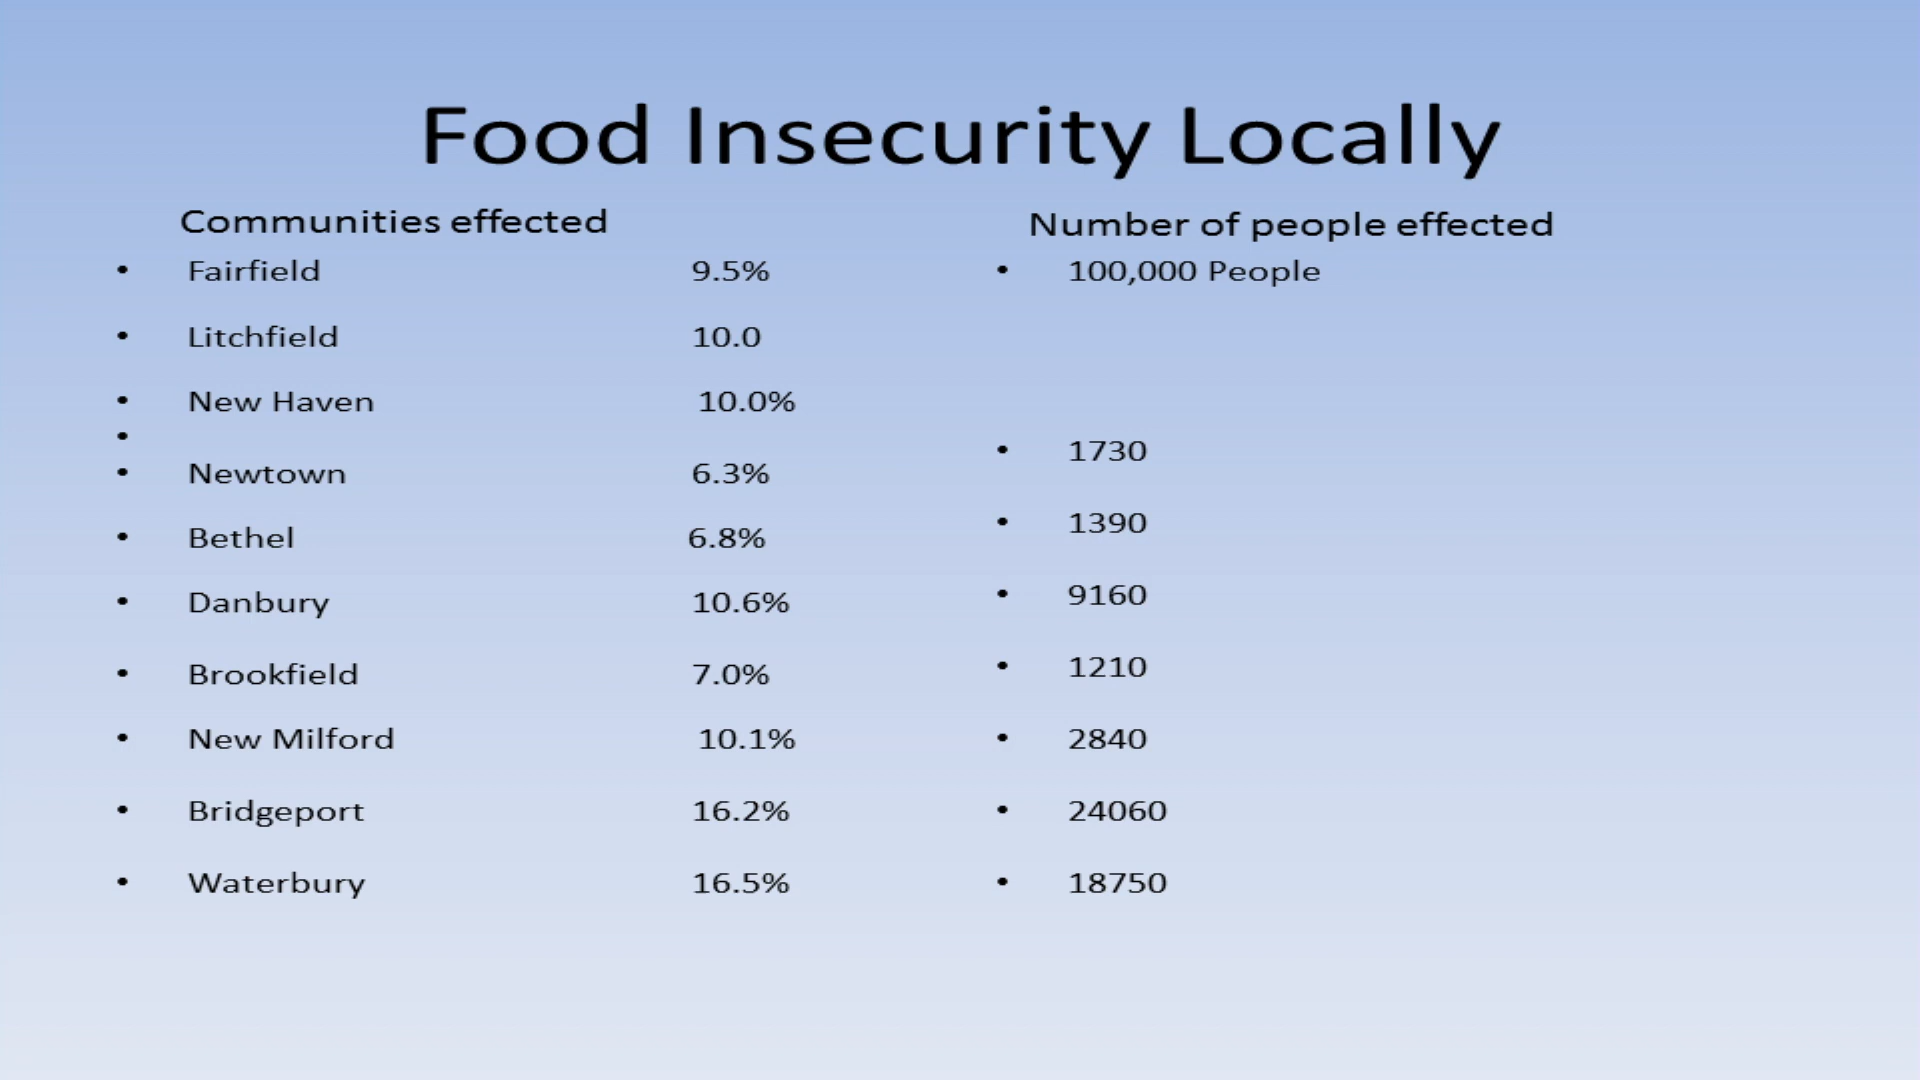 Food Insecurity Locally
Communities effected
• Fairfield 9.5%
• Litchfield 10.0
• New Haven 10.0%
•
• Newtown 6.3%
• Bethel 6.8%
• Danbury 10.6%
• Brookfield 7.0%
• New Milford 10.1%
• Bridgeport 16.2%
• Waterbury 16.5%
Number of people effected
• 100,000 People
• 1730
• 1390
• 9160
• 1210
• 2840
• 24060
• 18750